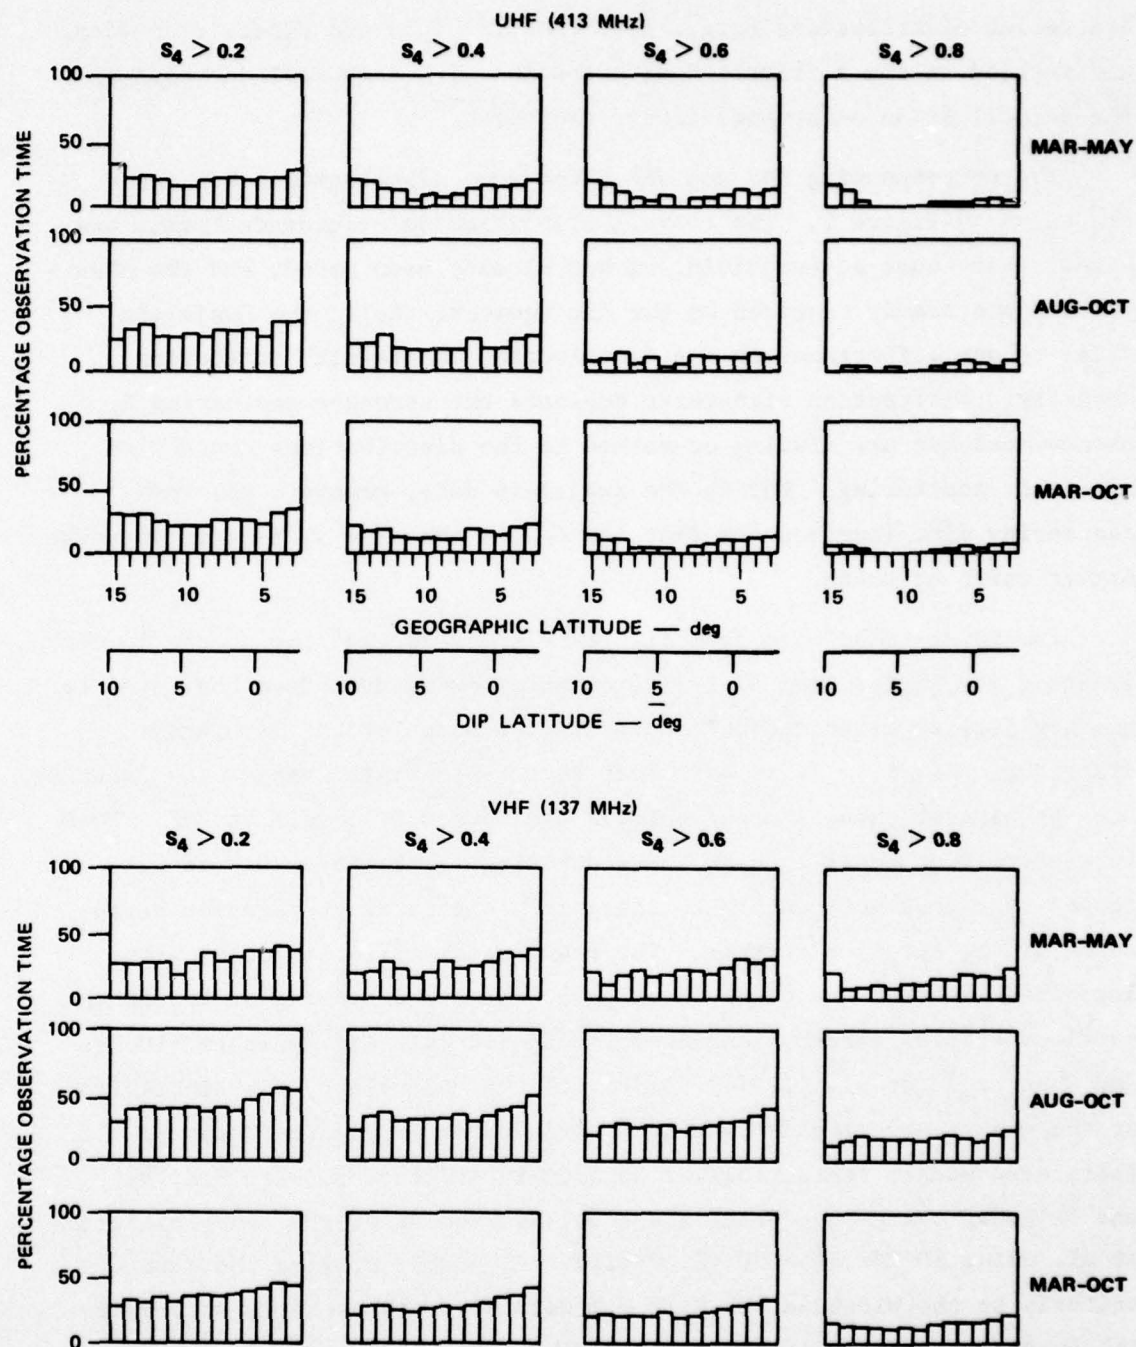 UHF (413 MHz)
S4 > 0.2 S4 > 0.4 S4 > 0.6 S4 > 0.8
PERCENTAGE OBSERVATION TIME
100
50
0
MAR-MAY
100
50
0
AUG-OCT
100
50
0
MAR-OCT
15 10 5 15 10 5 15 10 5 15 10 5
GEOGRAPHIC LATITUDE — deg
10 5 0 10 5 0 10 5 0 10 5 0
DIP LATITUDE — deg
VHF (137 MHz)
S4 > 0.2 S4 > 0.4 S4 > 0.6 S4 > 0.8
PERCENTAGE OBSERVATION TIME
100
50
0
MAR-MAY
100
50
0
AUG-OCT
100
50
0
MAR-OCT